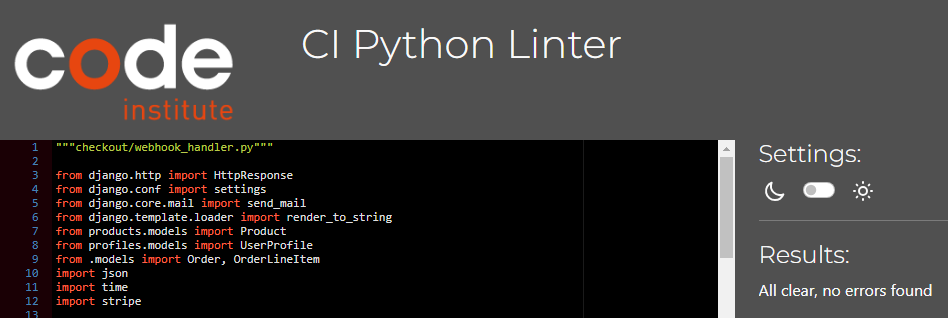 code
institute
CI Python Linter
1 """checkout/webhook_handler.py"""
2
3 from django.http import HttpResponse
4 from django.conf import settings
5 from django.core.mail import send_mail
6 from django.template.loader import render_to_string
7 from products.models import Product
8 from profiles.models import UserProfile
9 from .models import Order, OrderLineItem
10 import json
11 import time
12 import stripe
13
Settings:
Results:
All clear, no errors found